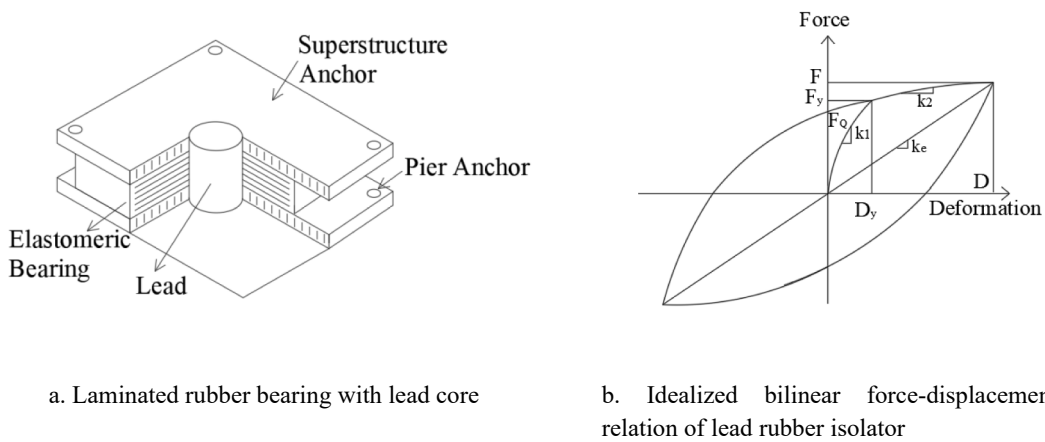 Superstructure
Anchor
Pier Anchor
Elastomeric
Bearing
Lead
Force
F
Fy
FQ
k1
k2
ke
D
Dy
Deformation
a. Laminated rubber bearing with lead core
b. Idealized bilinear force-displacemen
relation of lead rubber isolator